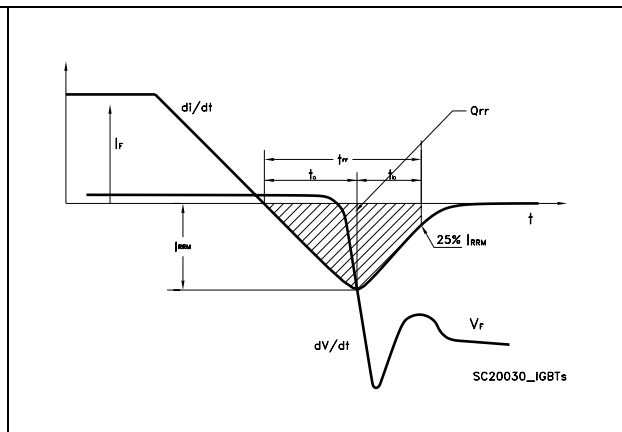 di/dt
Qrr
IF
trr
ta
tb
t
IRRM
25% IRRM
VF
dV/dt
SC20030_IGBTs